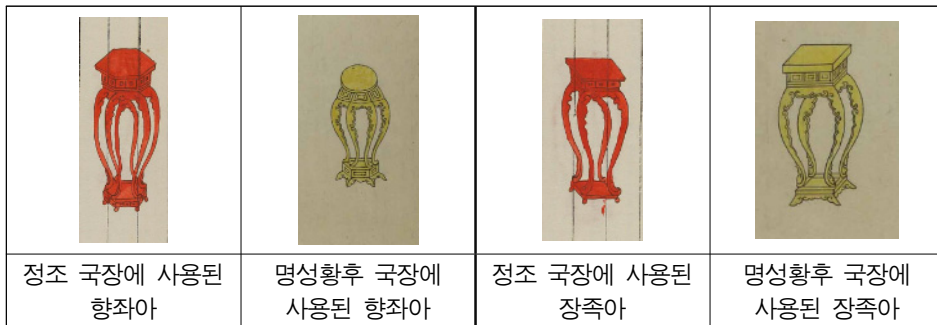 정조 국장에 사용된
향좌아
명성황후 국장에
사용된 향좌아
정조 국장에 사용된
장족아
명성황후 국장에
사용된 장족아